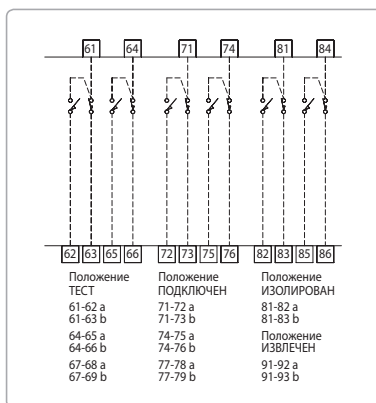 61 64 71 74 81 84
62 63 65 66 72 73 75 76 82 83 85 86
Положение
ТЕСТ
61-62 a
61-63 b
64-65 a
64-66 b
67-68 a
67-69 b
Положение
ПОДКЛЮЧЕН
71-72 a
71-73 b
74-75 a
74-76 b
77-78 a
77-79 b
Положение
ИЗОЛИРОВАН
81-82 a
81-83 b
Положение
ИЗВЛЕЧЕН
91-92 a
91-93 b